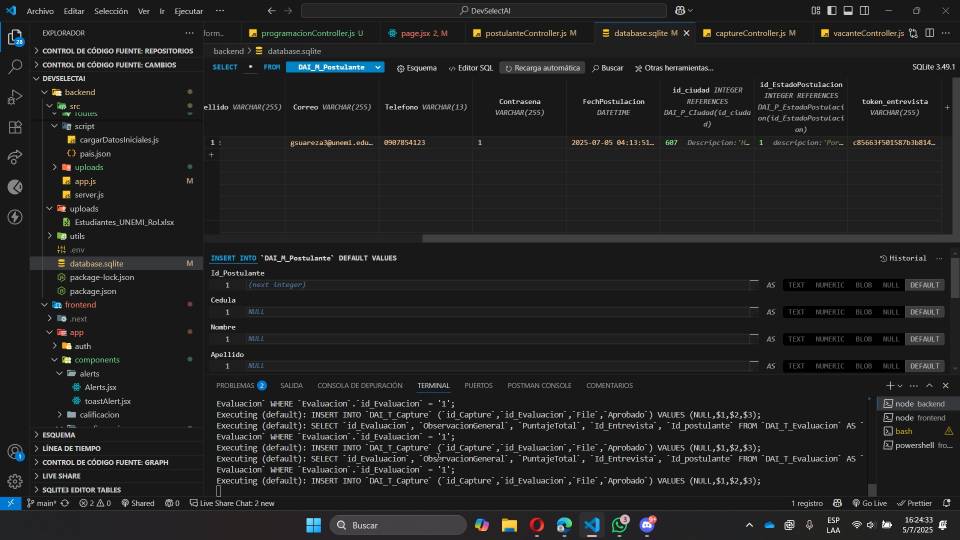 Archivo Editar Selección Ver Ir Ejecutar ··· DevSelectAI
EXPLORADOR ···
form... programacionController.js U page.jsx 2, M postulanteController.js M database.sqlite M captureController.js M vacanteController.js
CONTROL DE CÓDIGO FUENTE: REPOSITORIOS
CONTROL DE CÓDIGO FUENTE: CAMBIOS
DEVSELECTAI
backend
src
routes
script
cargarDatosIniciales.js
pais.json
uploads
app.js M
server.js
uploads
Estudiantes_UNEMI_Rol.xlsx
utils
.env
database.sqlite M
package-lock.json
package.json
frontend
.next
app
auth
components
alerts
Alerts.jsx
toastAlert.jsx
calificacion
ESQUEMA
LÍNEA DE TIEMPO
CONTROL DE CÓDIGO FUENTE: GRAPH
LIVE SHARE
SQLITE3 EDITOR TABLES
backend > database.sqlite
SELECT * FROM DAI_M_Postulante Esquema Editor SQL Recarga automática Buscar Otras herramientas... SQLite 3.49.1
ellido VARCHAR(255) Correo VARCHAR(255) Telefono VARCHAR(13) Contrasena VARCHAR(255) FechPostulacion DATETIME id_ciudad INTEGER REFERENCES DAI_P_CIudad(id_ciudad) id_EstadoPostulacion INTEGER REFERENCES DAI_P_EstadoPostulacion(id_EstadoPostulacion) token_entrevista VARCHAR(255) +
1 gsuareza3@unemi.edu... 0907854123 1 2025-07-05 04:13:51... 607 Descripcion:'M... 1 descripcion:'Por... c85663f501587b3b814...
+
INSERT INTO `DAI_M_Postulante` DEFAULT VALUES Historial ···
Id_Postulante
1 (next integer) AS TEXT NUMERIC BLOB NULL DEFAULT
Cedula
1 NULL AS TEXT NUMERIC BLOB NULL DEFAULT
Nombre
1 NULL AS TEXT NUMERIC BLOB NULL DEFAULT
Apellido
1 NULL AS TEXT NUMERIC BLOB NULL DEFAULT
PROBLEMAS 2 SALIDA CONSOLA DE DEPURACIÓN TERMINAL PUERTOS POSTMAN CONSOLE COMENTARIOS
Evaluacion` WHERE `Evaluacion`.`id_Evaluacion` = '1';
Executing (default): INSERT INTO `DAI_T_Capture` (`id_Capture`,`id_Evaluacion`,`File`,`Aprobado`) VALUES (NULL,$1,$2,$3);
Executing (default): SELECT `id_Evaluacion`, `ObservacionGeneral`, `PuntajeTotal`, `Id_Entrevista`, `Id_postulante` FROM `DAI_T_Evaluacion` AS `
Evaluacion` WHERE `Evaluacion`.`id_Evaluacion` = '1';
Executing (default): INSERT INTO `DAI_T_Capture` (`id_Capture`,`id_Evaluacion`,`File`,`Aprobado`) VALUES (NULL,$1,$2,$3);
Executing (default): SELECT `id_Evaluacion`, `ObservacionGeneral`, `PuntajeTotal`, `Id_Entrevista`, `Id_postulante` FROM `DAI_T_Evaluacion` AS `
Evaluacion` WHERE `Evaluacion`.`id_Evaluacion` = '1';
Executing (default): INSERT INTO `DAI_T_Capture` (`id_Capture`,`id_Evaluacion`,`File`,`Aprobado`) VALUES (NULL,$1,$2,$3);
node backend
node frontend
bash
powershell fro...
main* 2 0 Shared Live Share Chat: 2 new 1 registro Go Live Prettier
Buscar ESP LAA 16:24:33 5/7/2025